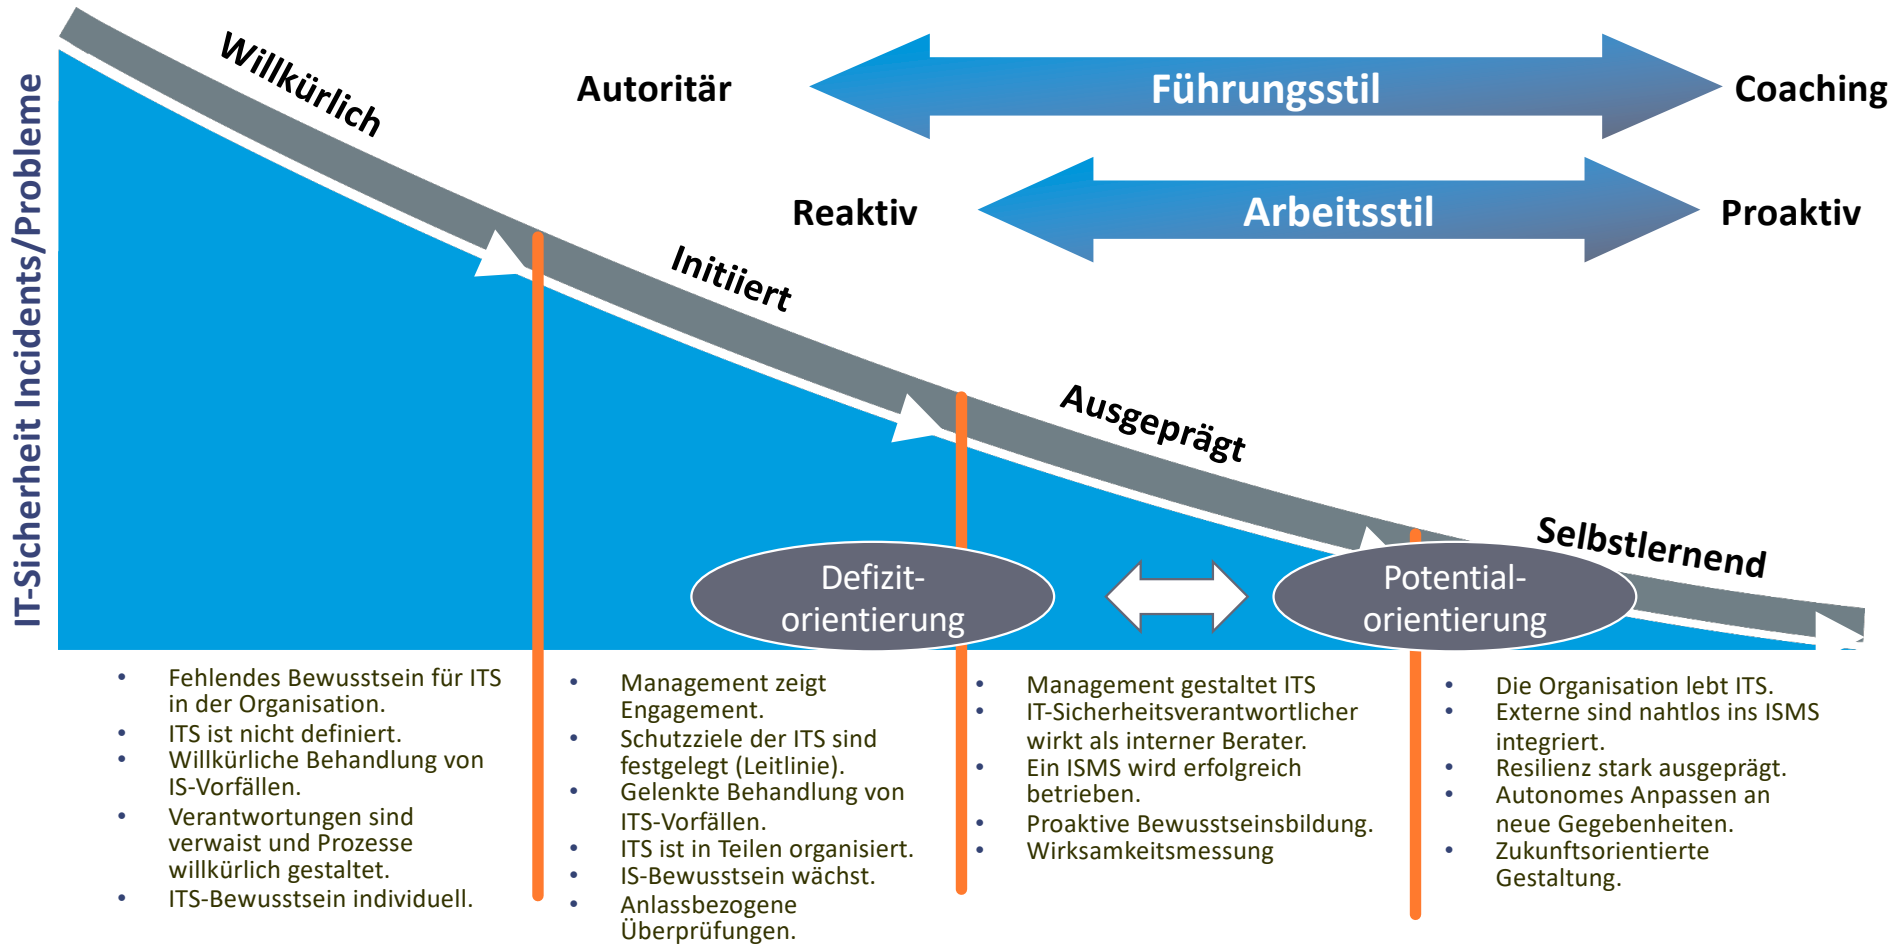 IT-Sicherheit Incidents/Probleme
Willkürlich
Autoritär
Führungsstil
Coaching
Reaktiv
Arbeitsstil
Proaktiv
Initiiert
Ausgeprägt
Selbstlernend
Defizit-
orientierung
Potential-
orientierung
• Fehlendes Bewusstsein für ITS
in der Organisation.
• ITS ist nicht definiert.
• Willkürliche Behandlung von
IS-Vorfällen.
• Verantwortungen sind
verwaist und Prozesse
willkürlich gestaltet.
• ITS-Bewusstsein individuell.
• Management zeigt
Engagement.
• Schutzziele der ITS sind
festgelegt (Leitlinie).
• Gelenkte Behandlung von
ITS-Vorfällen.
• ITS ist in Teilen organisiert.
• IS-Bewusstsein wächst.
• Anlassbezogene
Überprüfungen.
• Management gestaltet ITS
• IT-Sicherheitsverantwortlicher
wirkt als interner Berater.
• Ein ISMS wird erfolgreich
betrieben.
• Proaktive Bewusstseinsbildung.
• Wirksamkeitsmessung
• Die Organisation lebt ITS.
• Externe sind nahtlos ins ISMS
integriert.
• Resilienz stark ausgeprägt.
• Autonomes Anpassen an
neue Gegebenheiten.
• Zukunftsorientierte
Gestaltung.